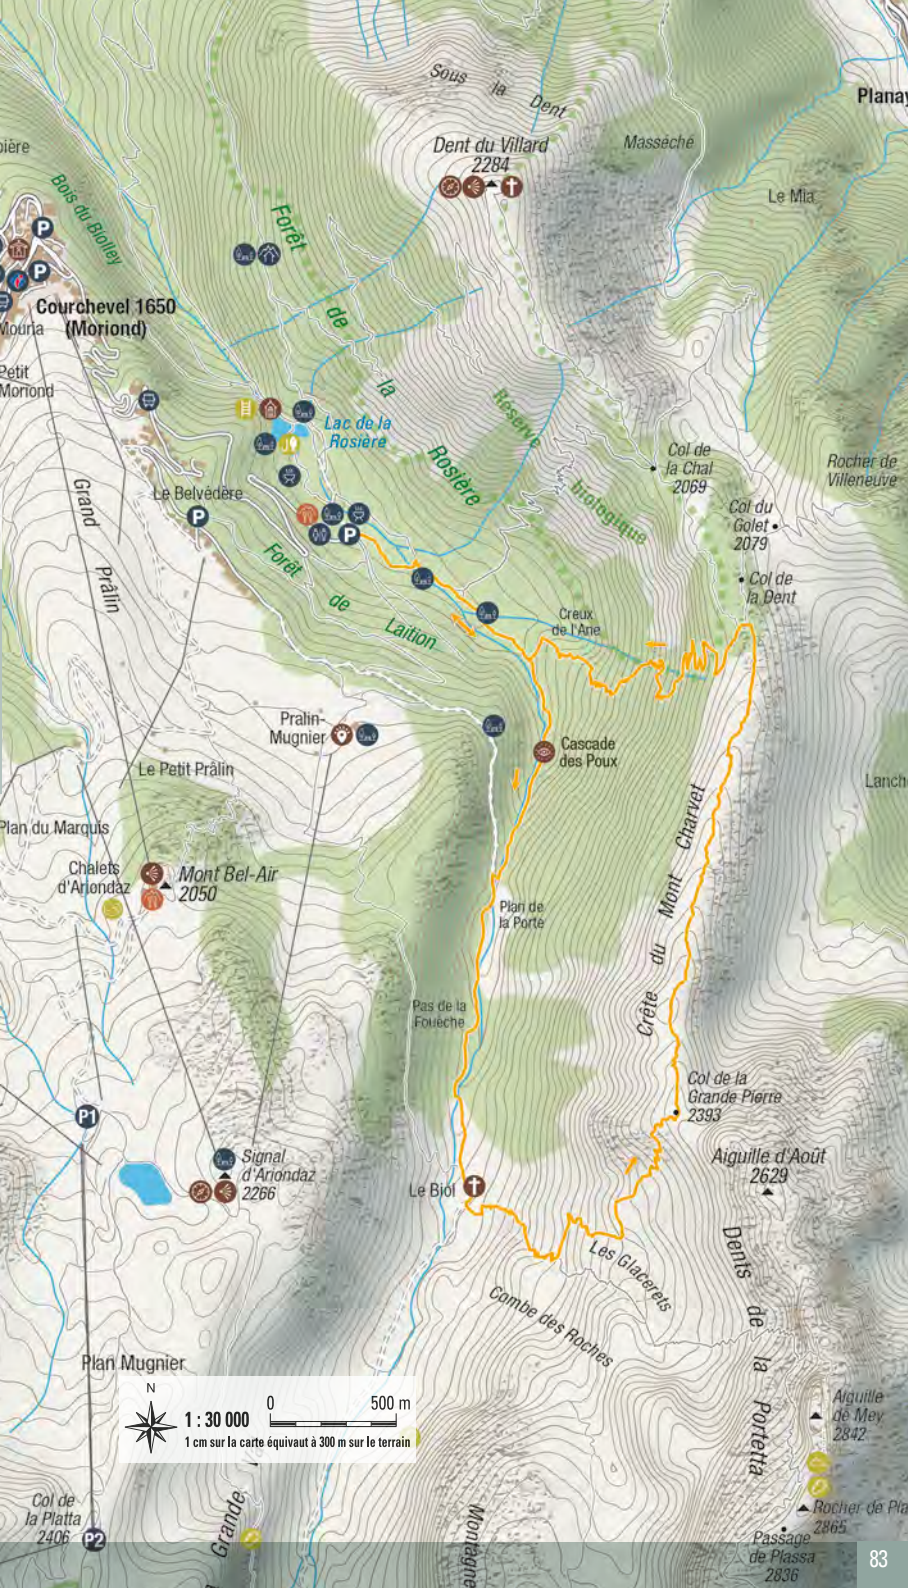 Sous
la
Dent
Planay
Dent du Villard
2284
Masséché
Le Mia
Bois du Biolley
Forêt
de
la
Rosière
P
P
Courchevel 1650
(Moriond)
Petit
Moriond
Lac de la
Rosière
Réserve
biologique
Col de
la Chal
2069
Rocher de
Villeneuve
Col du
Golet
2079
Col de
la Dent
Grand
Prâlin
Le Belvédère
P
P
Forêt
de
Laition
Creux
de l'Ane
Pralin-
Mugnier
Cascade
des Poux
Le Petit Prâlin
Plan du Marquis
Chalets
d'Ariondaz
Mont Bel-Air
2050
Crête
du
Mont
Charvet
Plan de
la Porte
Pas de la
Fouèche
Col de la
Grande Pierre
2393
P1
Signal
d'Ariondaz
2266
Aiguille d'Août
2629
Le Biol
Les Glacerets
Combe des Roches
Dents
de
la
Portetta
Plan Mugnier
N
1 : 30 000
0
500 m
1 cm sur la carte équivaut à 300 m sur le terrain
Aiguille
de Mey
2842
Rocher de Pla
2865
Passage
de Plassa
2836
Col de
la Platta
2406
P2
Grande
Montagne
83